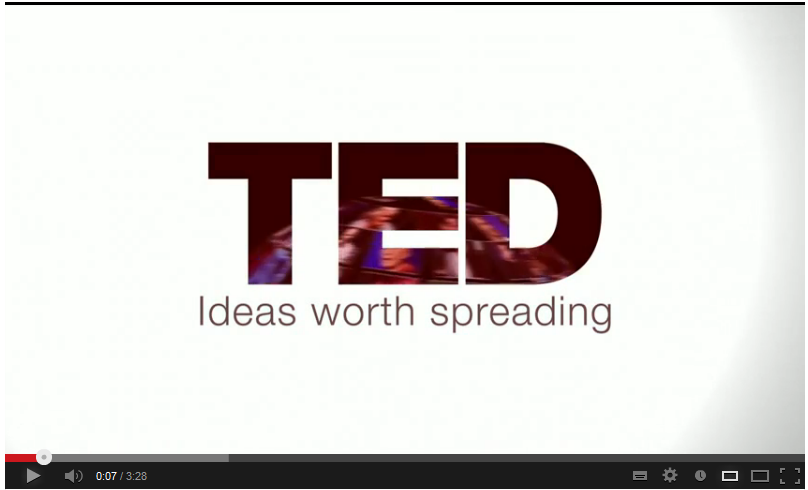 TED
Ideas worth spreading
0:07 / 3:28